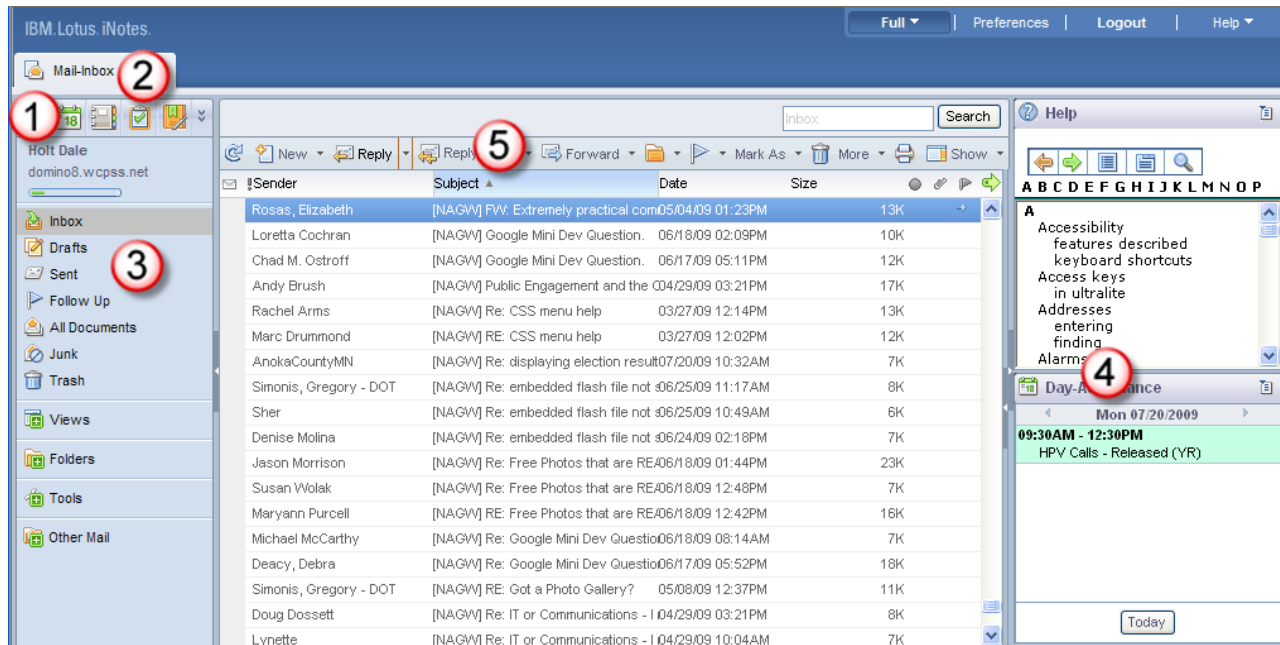 IBM. Lotus. iNotes.
Full
Preferences
Logout
Help
Mail-Inbox
2
1
18
Holt Dale
domino8.wcpss.net
Inbox
Drafts
3
Sent
Follow Up
All Documents
Junk
Trash
Views
Folders
Tools
Other Mail
Inbox
Search
New
Reply
Reply
5
Forward
Mark As
More
Show
!Sender Subject Date Size
Rosas, Elizabeth [NAGW] FW: Extremely practical com 05/04/09 01:23PM 13K
Loretta Cochran [NAGW] Google Mini Dev Question. 06/18/09 02:09PM 10K
Chad M. Ostroff [NAGW] Google Mini Dev Question. 06/17/09 05:11PM 12K
Andy Brush [NAGW] Public Engagement and the 04/29/09 03:21PM 17K
Rachel Arms [NAGW] Re: CSS menu help 03/27/09 12:14PM 13K
Marc Drummond [NAGW] RE: CSS menu help 03/27/09 12:02PM 12K
AnokaCountyMN [NAGW] Re: displaying election result 07/20/09 10:32AM 7K
Simonis, Gregory - DOT [NAGW] Re: embedded flash file not 06/25/09 11:17AM 8K
Sher [NAGW] Re: embedded flash file not 06/25/09 10:49AM 6K
Denise Molina [NAGW] Re: embedded flash file not 06/24/09 02:18PM 7K
Jason Morrison [NAGW] Re: Free Photos that are RE 06/18/09 01:44PM 23K
Susan Wolak [NAGW] Re: Free Photos that are RE 06/18/09 12:48PM 7K
Maryann Purcell [NAGW] RE: Free Photos that are RE 06/18/09 12:42PM 16K
Michael McCarthy [NAGW] Re: Google Mini Dev Questio 06/18/09 08:14AM 7K
Deacy, Debra [NAGW] Re: Google Mini Dev Questio 06/17/09 05:52PM 18K
Simonis, Gregory - DOT [NAGW] RE: Got a Photo Gallery? 05/08/09 12:37PM 11K
Doug Dossett [NAGW] Re: IT or Communications - 04/29/09 03:21PM 8K
Lynette [NAGW] Re: IT or Communications - 04/29/09 10:04AM 7K
Help
A B C D E F G H I J K L M N O P
A
Accessibility
features described
keyboard shortcuts
Access keys
in ultralite
Addresses
entering
finding
Alarms
4
Mon 07/20/2009
09:30AM - 12:30PM
HPV Calls - Released (YR)
Today